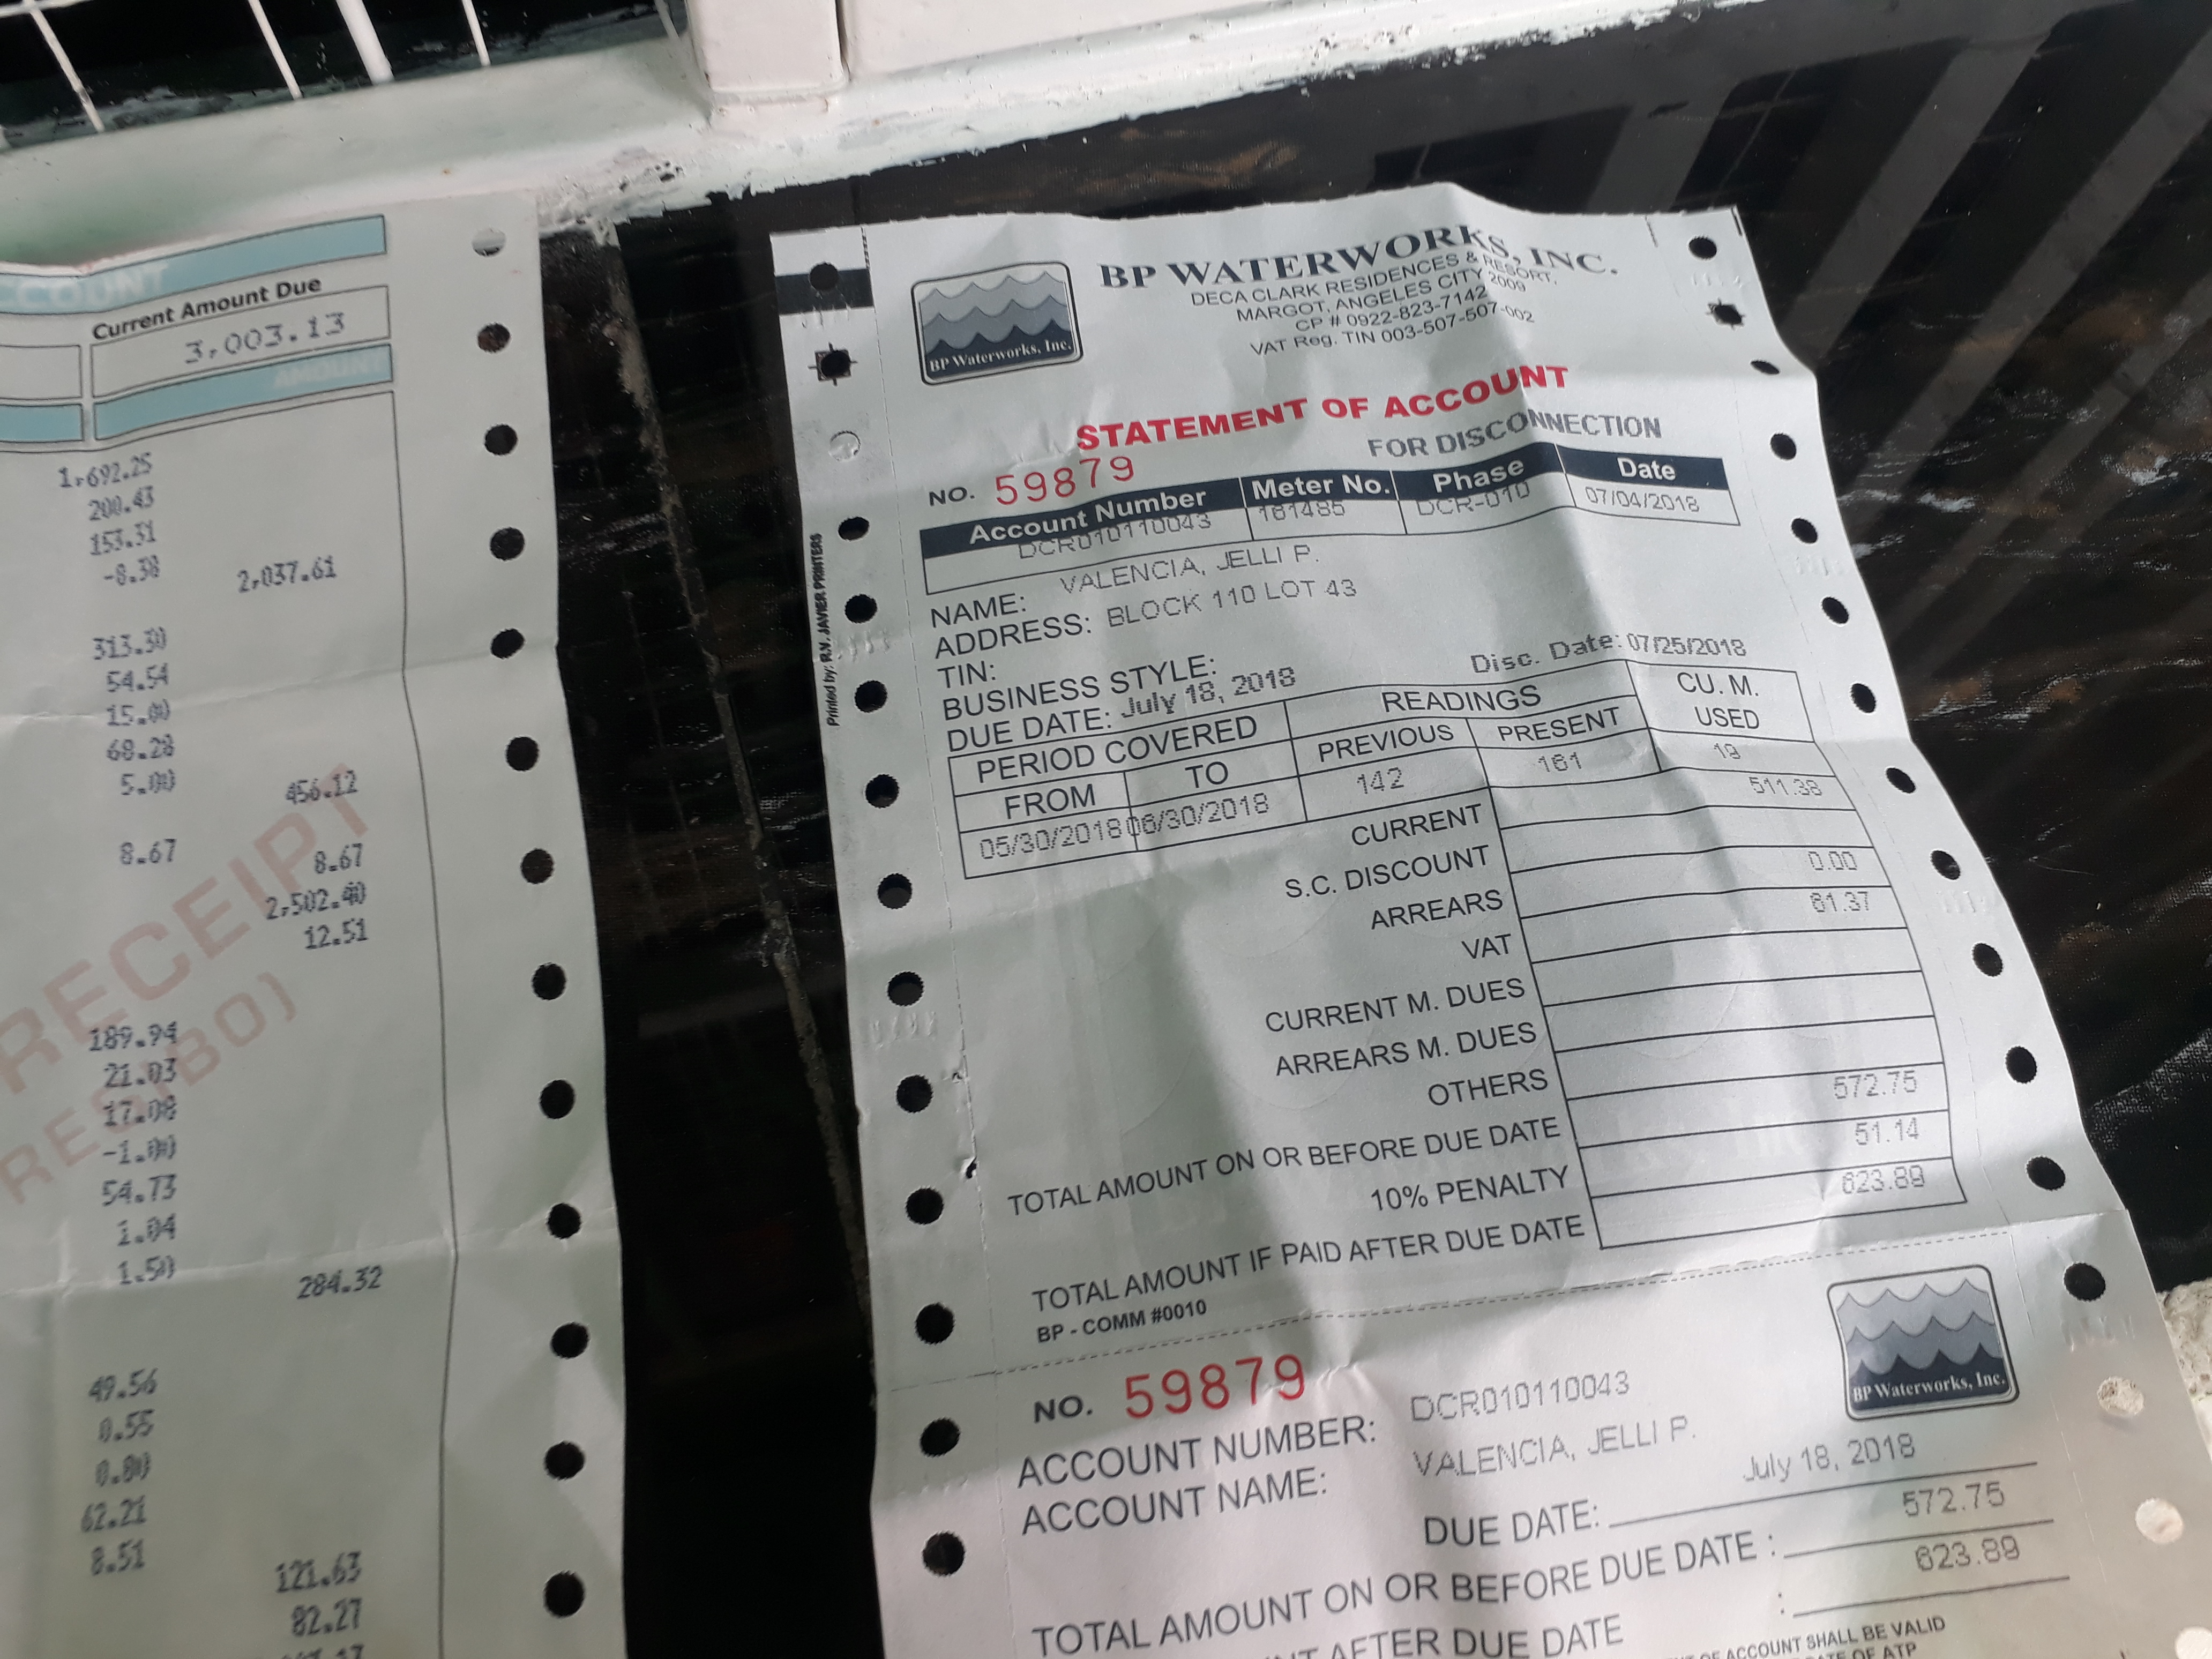 CCOUNT
Current Amount Due
3,003.13
AMOUNT
1,692.25
200.43
153.31
-8.38 2,037.61
313.30
54.54
15.00
68.28
5.00 456.12
8.67 8.67
2,502.40
12.51
RECEIPT
189.94
21.03
17.08
-1.00
54.73
1.04
1.50 284.32
49.56
0.55
0.80
62.21
8.51 121.63
82.27
BP Waterworks, Inc.
BP WATERWORKS, INC.
DECA CLARK RESIDENCES & RESORT,
MARGOT, ANGELES CITY 2009
CP # 0922-823-7142
VAT Reg. TIN 003-507-507-002
STATEMENT OF ACCOUNT
FOR DISCONNECTION
NO. 59879
Account Number Meter No. Phase Date
DCR010110043 161485 DCR-010 07/04/2018
NAME: VALENCIA, JELLI P.
ADDRESS: BLOCK 110 LOT 43
TIN:
BUSINESS STYLE:
DUE DATE: July 18, 2018 Disc. Date: 07/25/2018
PERIOD COVERED READINGS CU. M. USED
FROM TO PREVIOUS PRESENT
05/30/2018 06/30/2018 142 161 19
CURRENT 511.38
S.C. DISCOUNT
ARREARS 0.00
VAT 61.37
CURRENT M. DUES
ARREARS M. DUES
OTHERS
TOTAL AMOUNT ON OR BEFORE DUE DATE 572.75
10% PENALTY 51.14
TOTAL AMOUNT IF PAID AFTER DUE DATE 623.89
BP - COMM #0010
Printed by: R.V. JAVIER PRINTERS
BP Waterworks, Inc.
NO. 59879
ACCOUNT NUMBER: DCR010110043
ACCOUNT NAME: VALENCIA, JELLI P.
DUE DATE: July 18, 2018
TOTAL AMOUNT ON OR BEFORE DUE DATE : 572.75
AFTER DUE DATE : 623.89
OF ACCOUNT SHALL BE VALID
OF ATP